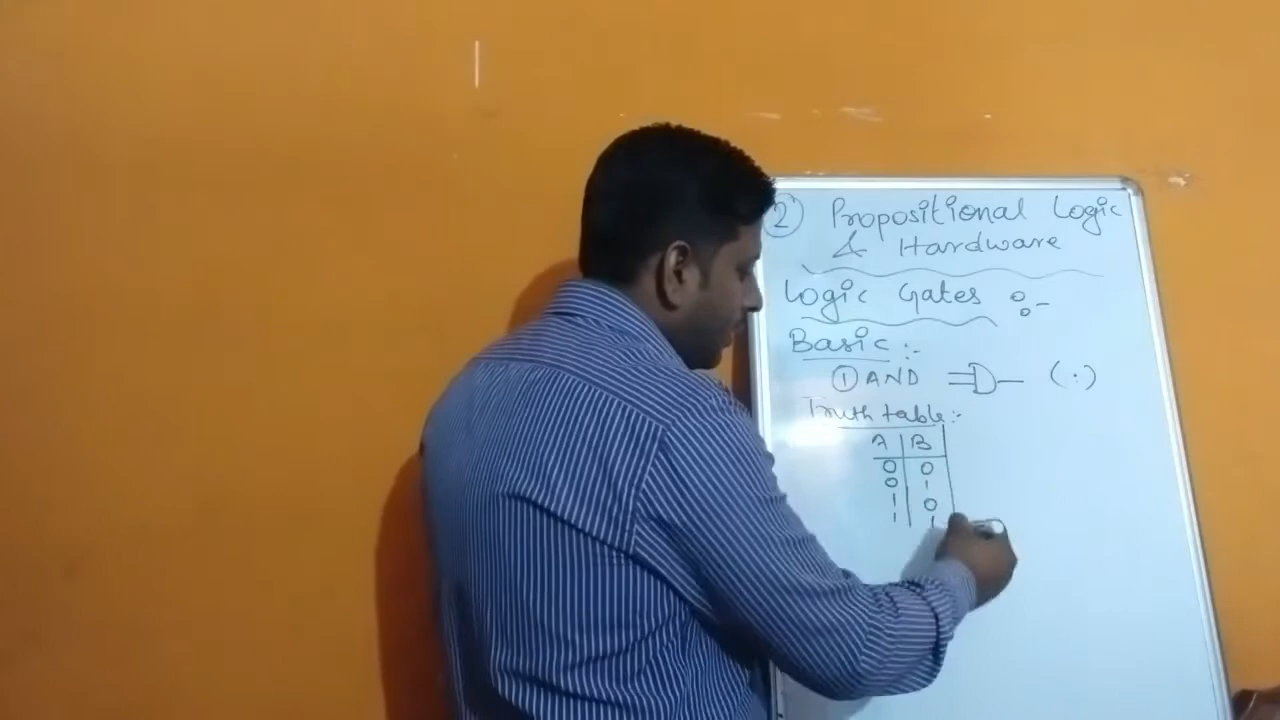 2 Propositional Logic
& Hardware
Logic Gates :-
Basic :-
1 AND (.)
Truth table:-
A B
0 0
0 1
1 0
1 1